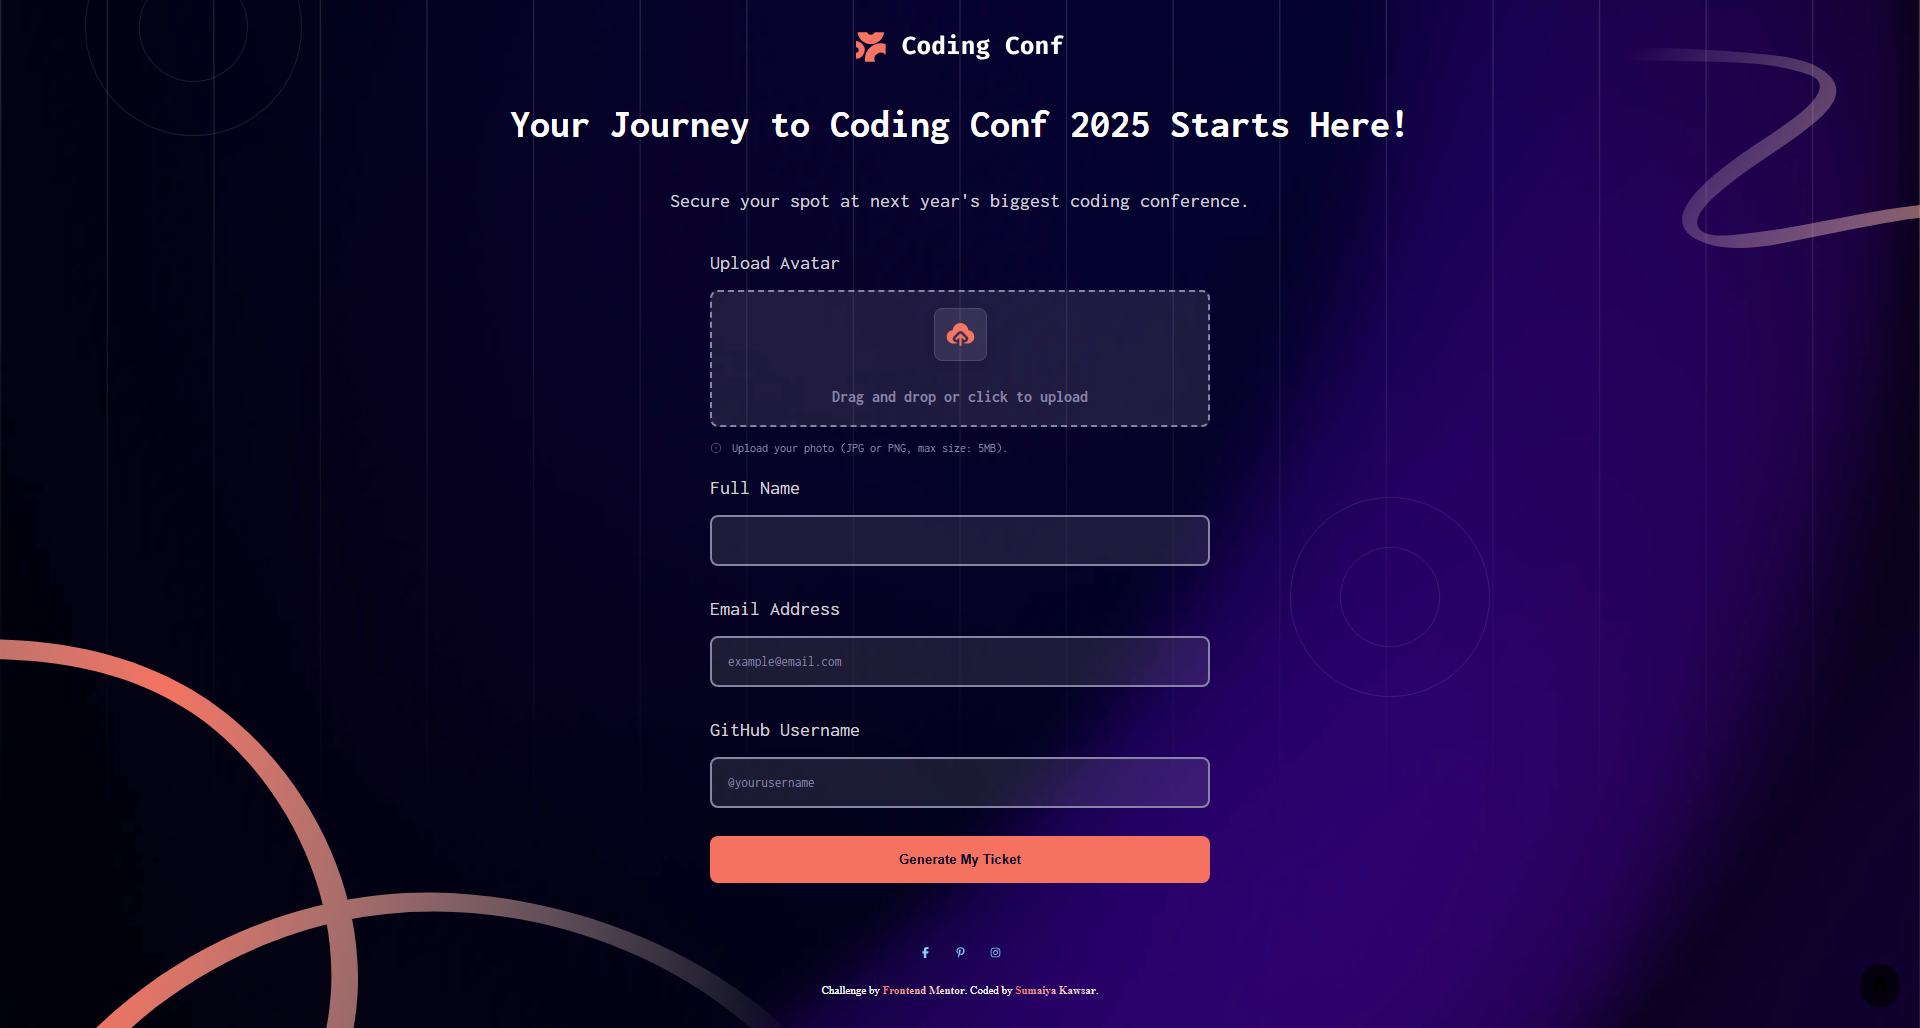 Coding Conf
Your Journey to Coding Conf 2025 Starts Here!
Secure your spot at next year's biggest coding conference.
Upload Avatar
Drag and drop or click to upload
Upload your photo (JPG or PNG, max size: 5MB).
Full Name
Email Address
example@email.com
GitHub Username
@yourusername
Generate My Ticket
Challenge by Frontend Mentor. Coded by Sumaiya Kawsar.